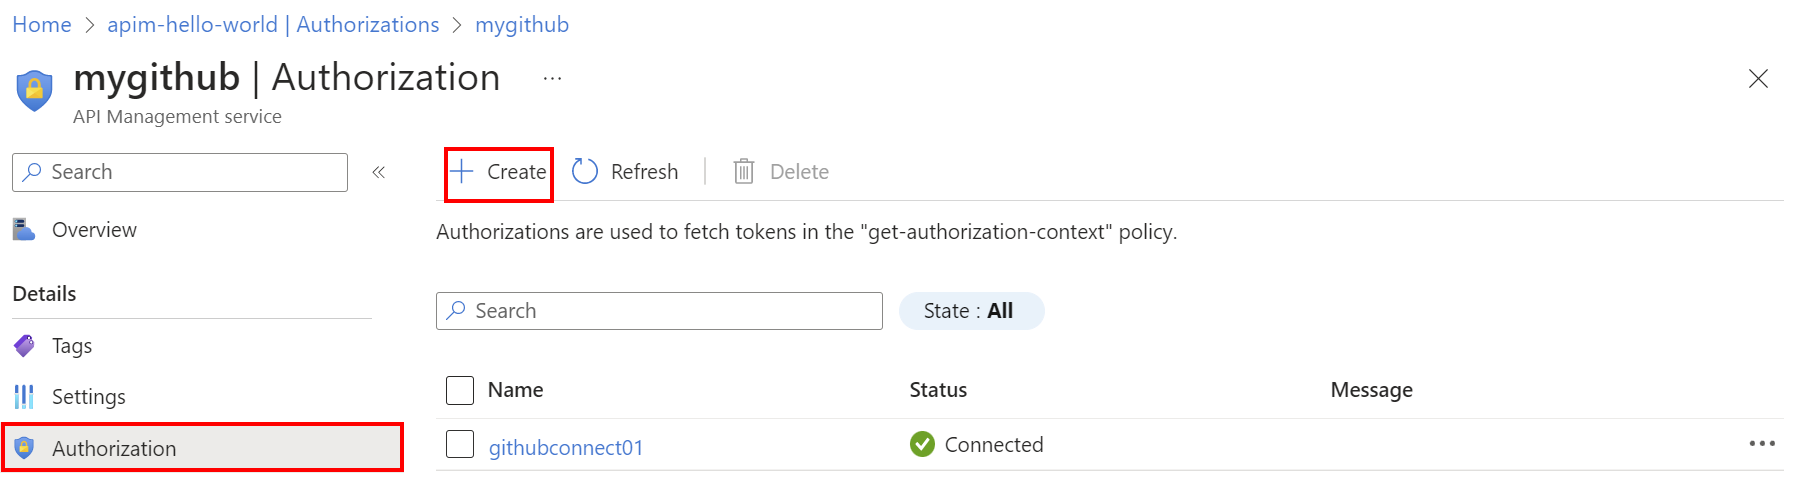 Home > apim-hello-world | Authorizations > mygithub
mygithub | Authorization ...
API Management service
Search «
Create Refresh Delete
Overview
Authorizations are used to fetch tokens in the "get-authorization-context" policy.
Details
Search State : All
Tags
Name Status Message
Settings
Authorization
githubconnect01 Connected